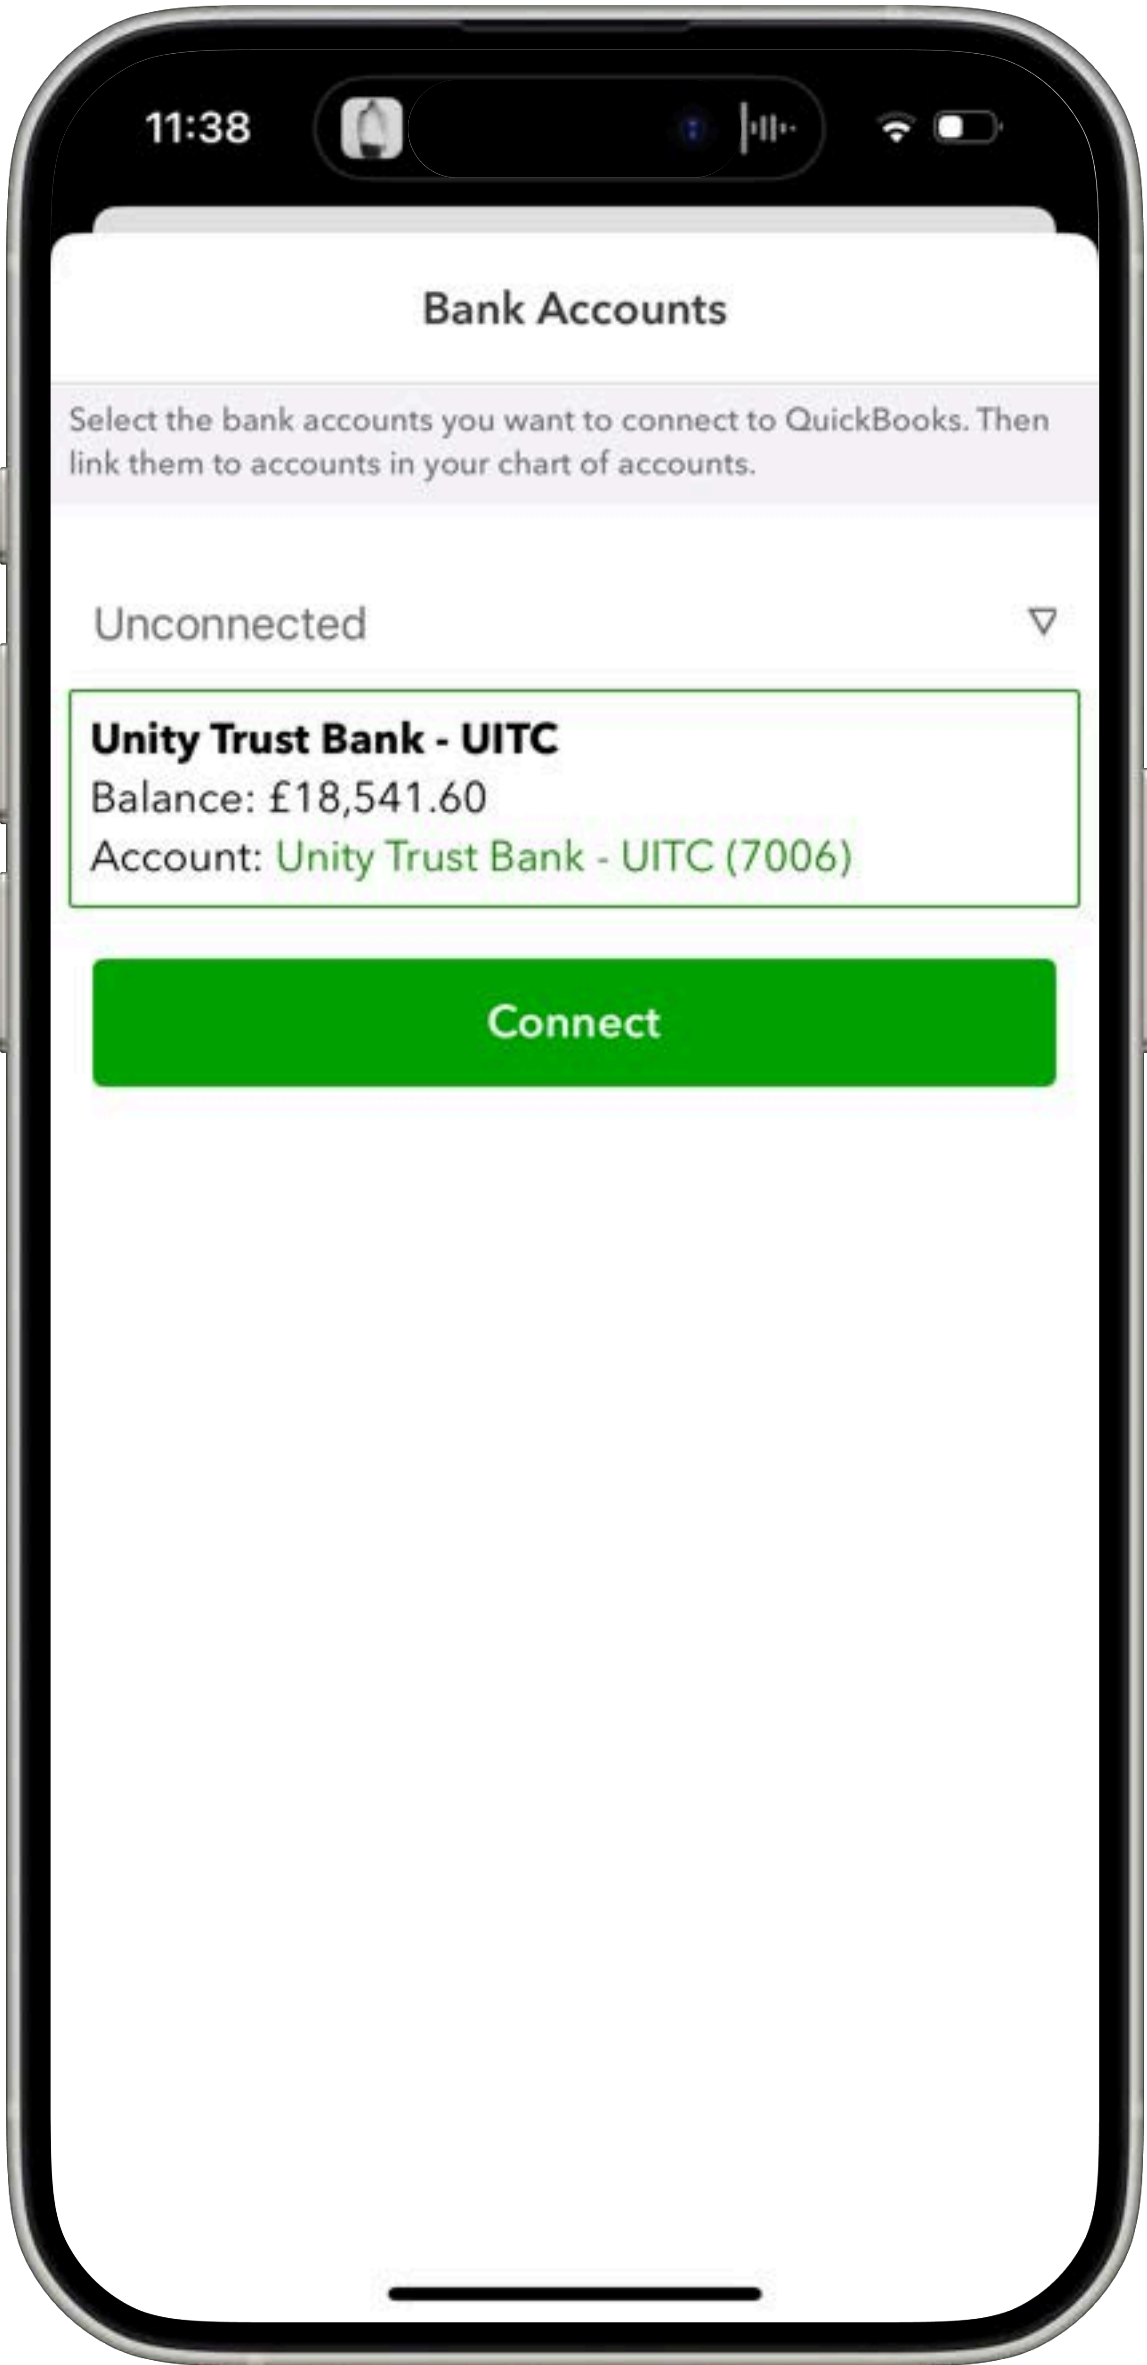 11:38
Bank Accounts
Select the bank accounts you want to connect to QuickBooks. Then
link them to accounts in your chart of accounts.
Unconnected
Unity Trust Bank - UITC
Balance: £18,541.60
Account: Unity Trust Bank - UITC (7006)
Connect